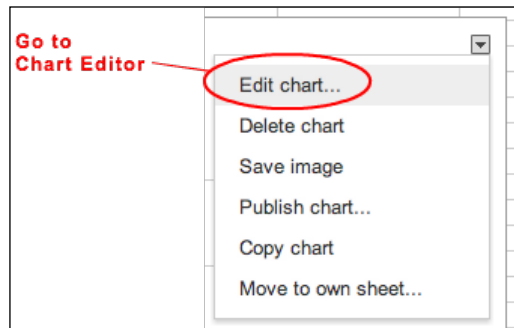 Go to
Chart Editor
Edit chart...
Delete chart
Save image
Publish chart...
Copy chart
Move to own sheet...